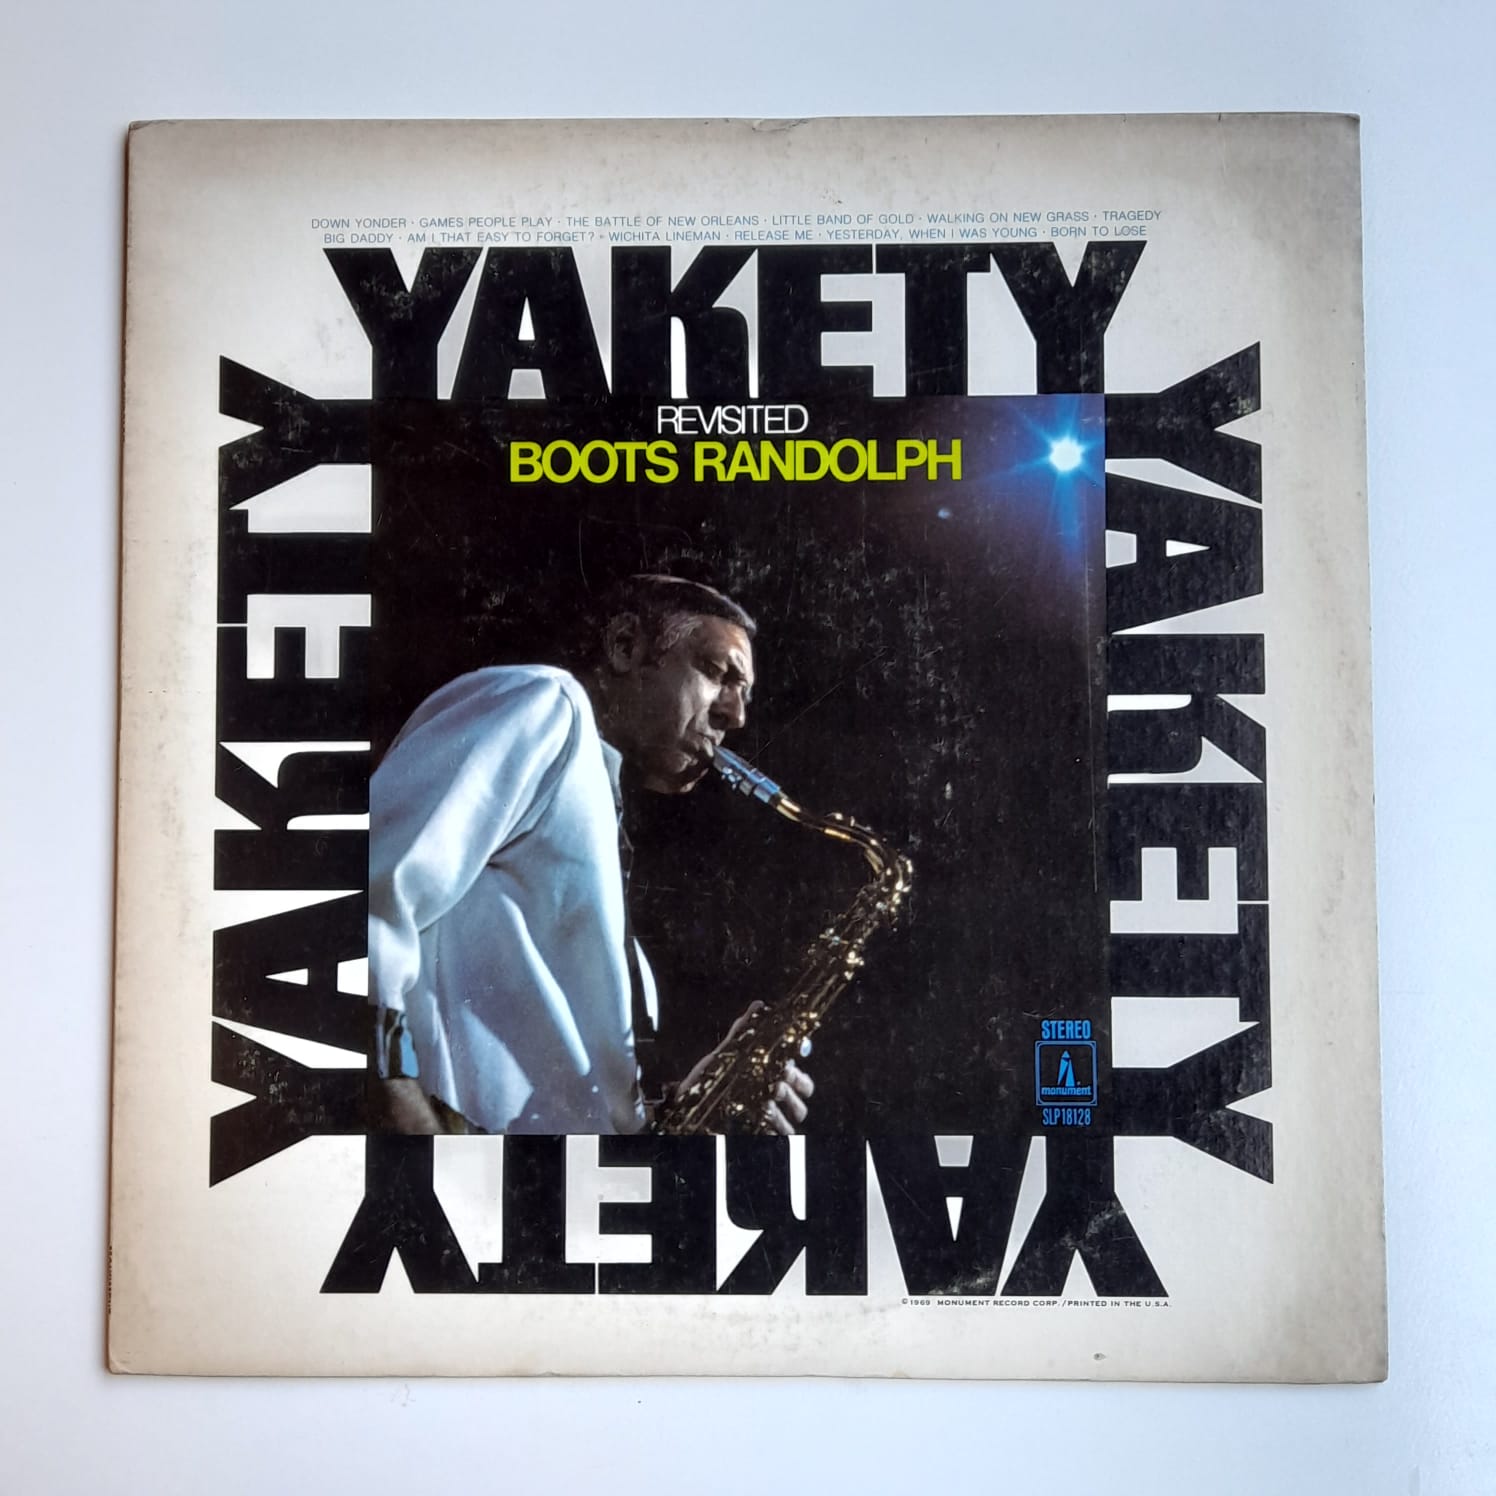 DOWN YONDER · GAMES PEOPLE PLAY · THE BATTLE OF NEW ORLEANS · LITTLE BAND OF GOLD · WALKING ON NEW GRASS · TRAGEDY
BIG DADDY · AM I THAT EASY TO FORGET? · WICHITA LINEMAN · RELEASE ME · YESTERDAY, WHEN I WAS YOUNG · BORN TO LOSE
YAKETY
YAKETY
YAKETY
REVISITED
BOOTS RANDOLPH
STEREO
monument
SLP18128
YAKETY
©1969 MONUMENT RECORD CORP./PRINTED IN THE U.S.A.